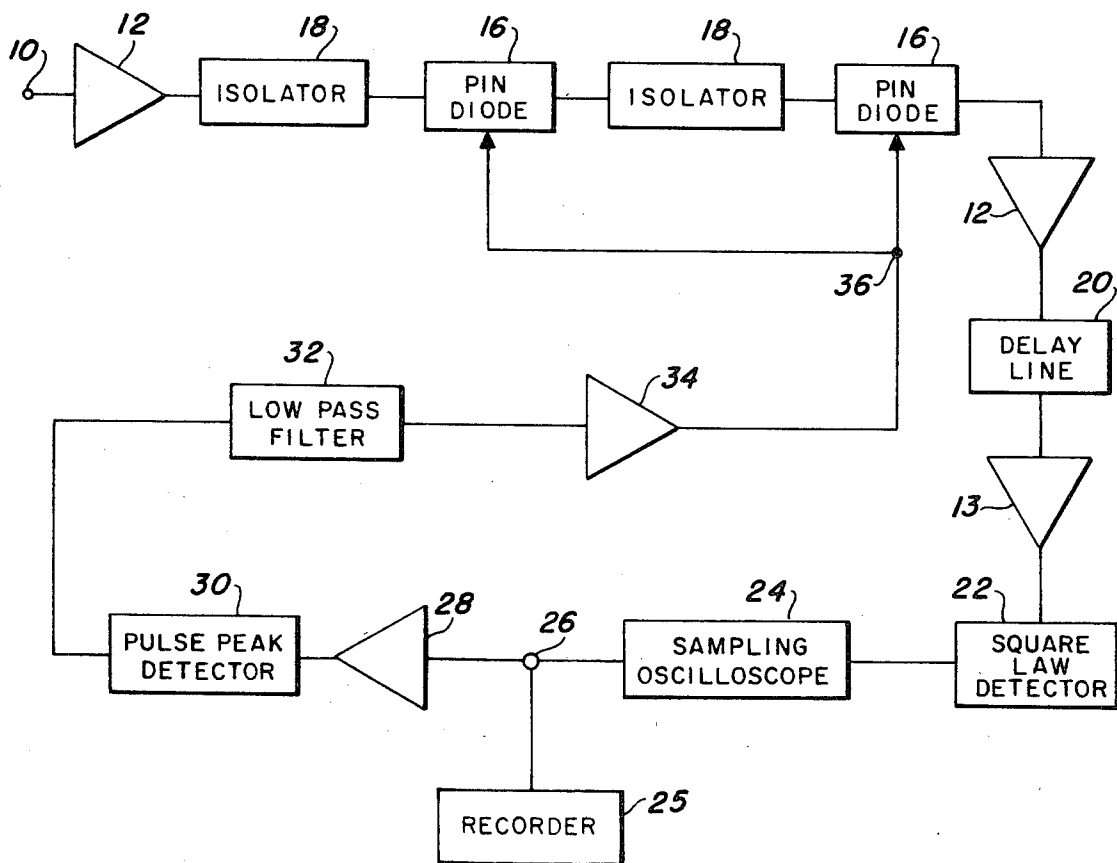 10
12
18
ISOLATOR
16
PIN
DIODE
18
ISOLATOR
16
PIN
DIODE
12
36
20
DELAY
LINE
32
LOW PASS
FILTER
34
13
30
PULSE PEAK
DETECTOR
28
26
24
SAMPLING
OSCILLOSCOPE
22
SQUARE
LAW
DETECTOR
RECORDER
25